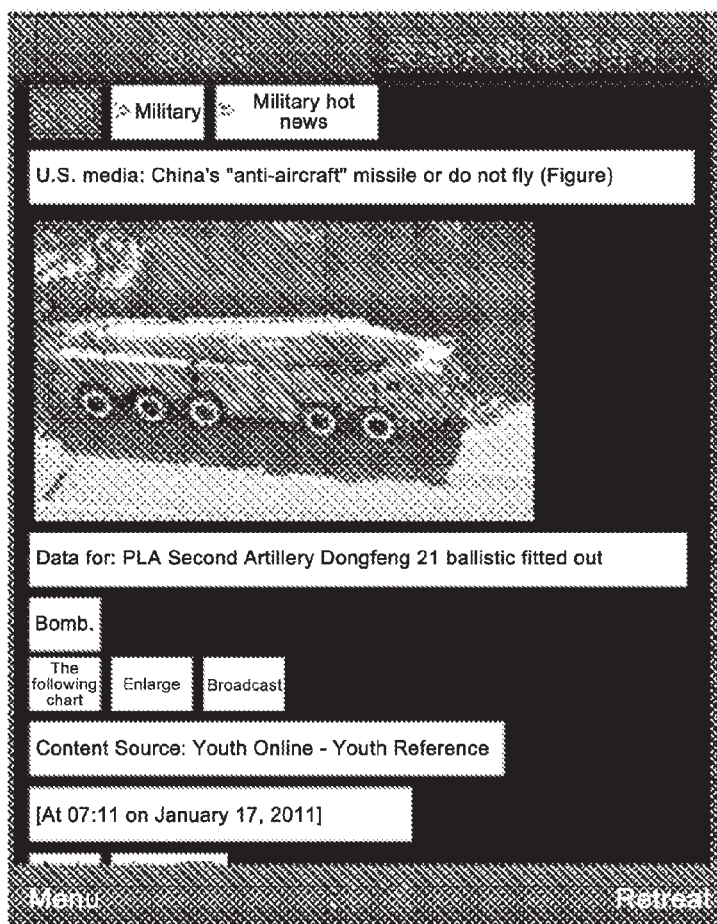 Military
Military hot
news
U.S. media: China's "anti-aircraft" missile or do not fly (Figure)
Data for: PLA Second Artillery Dongfeng 21 ballistic fitted out
Bomb.
The
following
chart
Enlarge
Broadcast
Content Source: Youth Online - Youth Reference
[At 07:11 on January 17, 2011]
Menu
Retreat